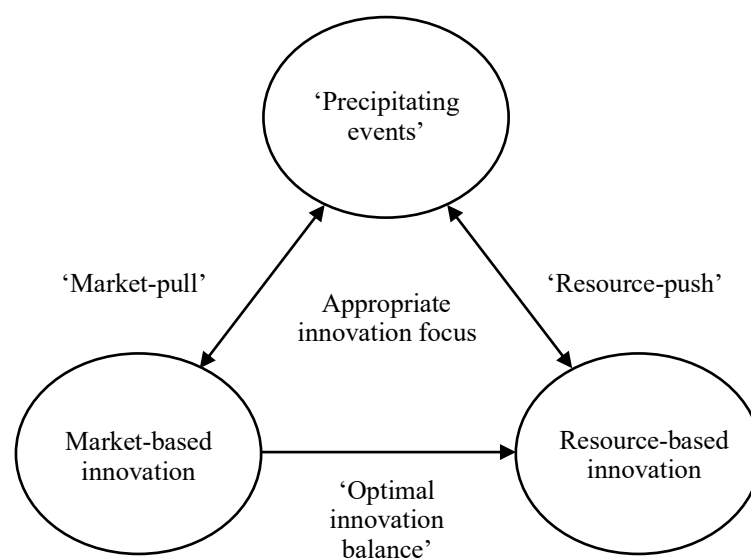 ‘Precipitating
events’
‘Market-pull’
‘Resource-push’
Appropriate
innovation focus
Market-based
innovation
Resource-based
innovation
‘Optimal
innovation
balance’